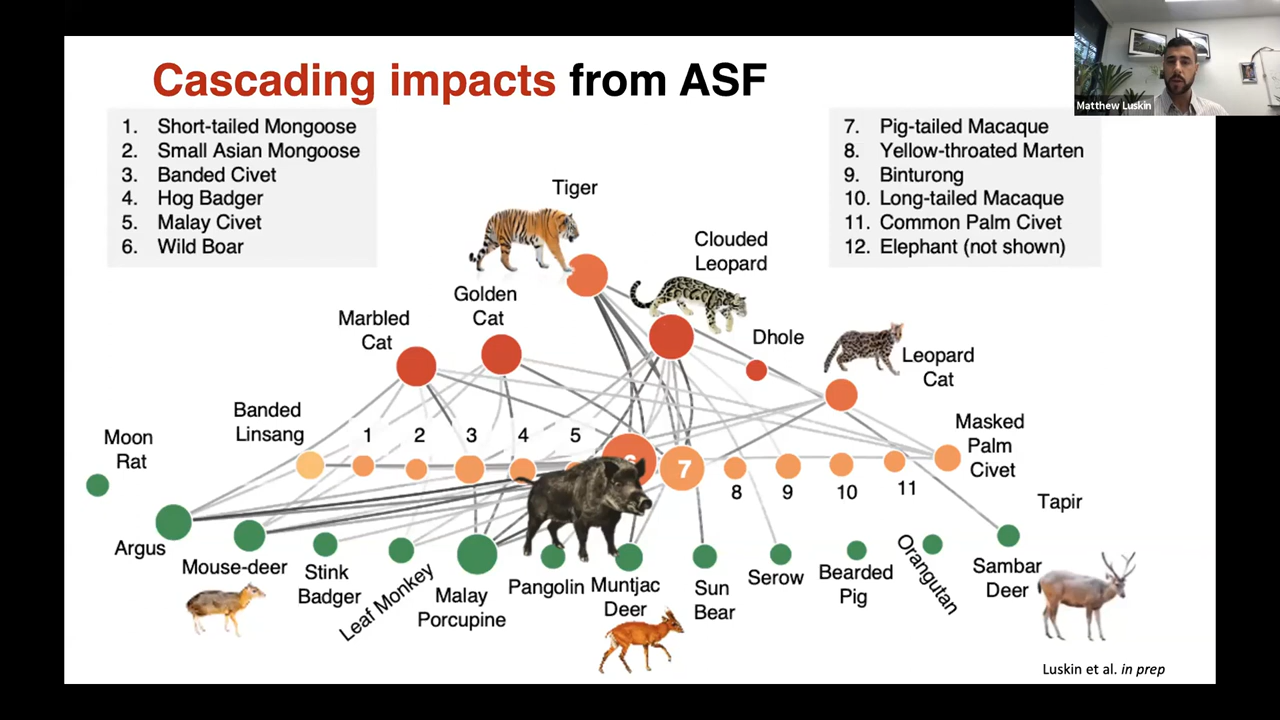 Matthew Luskin
Cascading impacts from ASF
1. Short-tailed Mongoose
2. Small Asian Mongoose
3. Banded Civet
4. Hog Badger
5. Malay Civet
6. Wild Boar
7. Pig-tailed Macaque
8. Yellow-throated Marten
9. Binturong
10. Long-tailed Macaque
11. Common Palm Civet
12. Elephant (not shown)
Tiger
Clouded
Leopard
Golden
Cat
Marbled
Cat
Dhole
Leopard
Cat
Banded
Linsang
1
2
3
4
5
6
7
8
9
10
11
Masked
Palm
Civet
Moon
Rat
Tapir
Argus
Mouse-deer
Stink
Badger
Leaf Monkey
Malay
Porcupine
Pangolin
Muntjac
Deer
Sun
Bear
Serow
Bearded
Pig
Orangutan
Sambar
Deer
Luskin et al. in prep